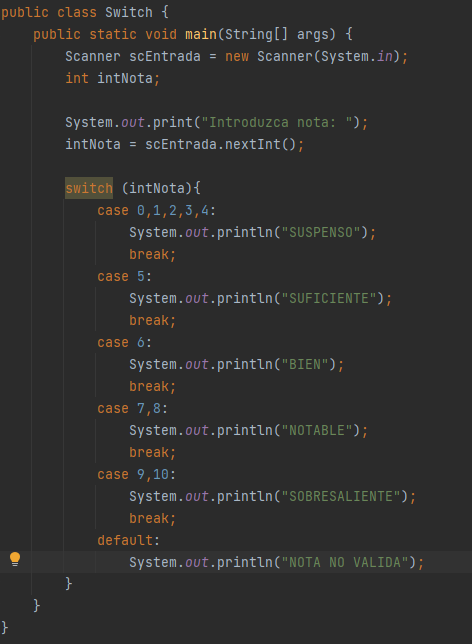 public class Switch {
    public static void main(String[] args) {
        Scanner scEntrada = new Scanner(System.in);
        int intNota;

        System.out.print("Introduzca nota: ");
        intNota = scEntrada.nextInt();

        switch (intNota){
            case 0,1,2,3,4:
                System.out.println("SUSPENSO");
                break;
            case 5:
                System.out.println("SUFICIENTE");
                break;
            case 6:
                System.out.println("BIEN");
                break;
            case 7,8:
                System.out.println("NOTABLE");
                break;
            case 9,10:
                System.out.println("SOBRESALIENTE");
                break;
            default:
                System.out.println("NOTA NO VALIDA");
        }
    }
}